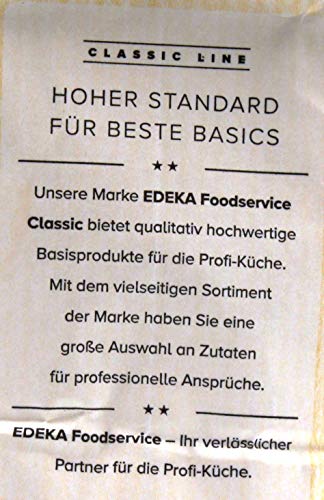 CLASSIC LINE
HOHER STANDARD
FÜR BESTE BASICS
Unsere Marke EDEKA Foodservice
Classic bietet qualitativ hochwertige
Basisprodukte für die Profi-Küche.
Mit dem vielseitigen Sortiment
der Marke haben Sie eine
große Auswahl an Zutaten
für professionelle Ansprüche.
EDEKA Foodservice – Ihr verlässlicher
Partner für die Profi-Küche.